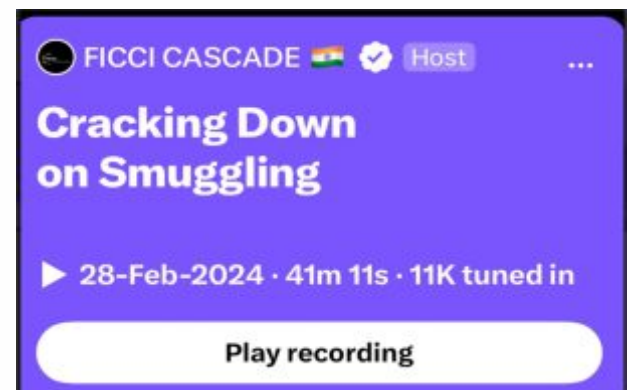 FICCI CASCADE 🇮🇳 Host ...
Cracking Down
on Smuggling
28-Feb-2024 · 41m 11s · 11K tuned in
Play recording